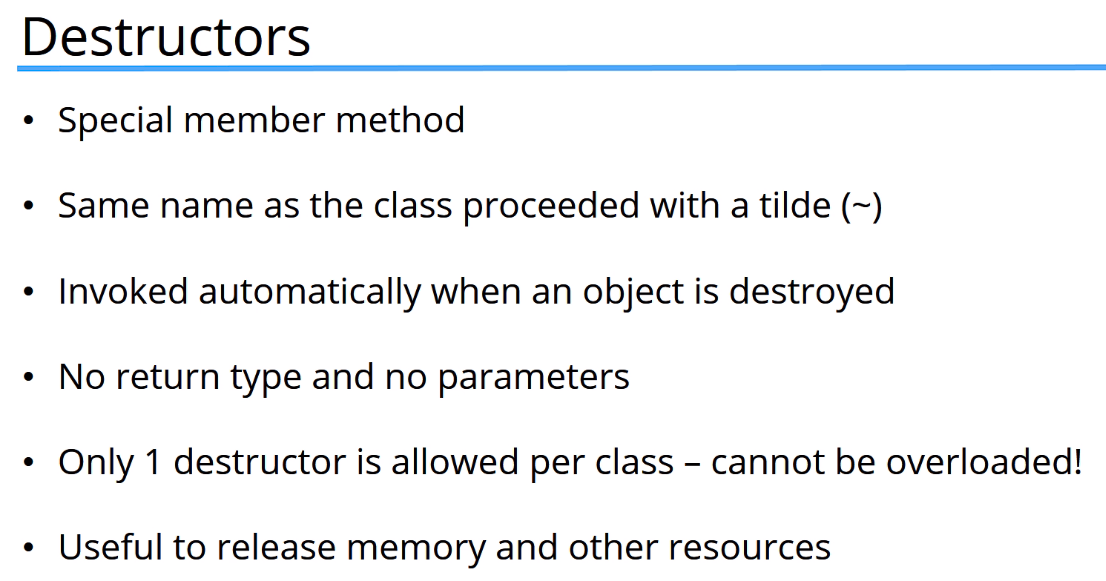 Destructors
• Special member method
• Same name as the class proceeded with a tilde (~)
• Invoked automatically when an object is destroyed
• No return type and no parameters
• Only 1 destructor is allowed per class – cannot be overloaded!
• Useful to release memory and other resources